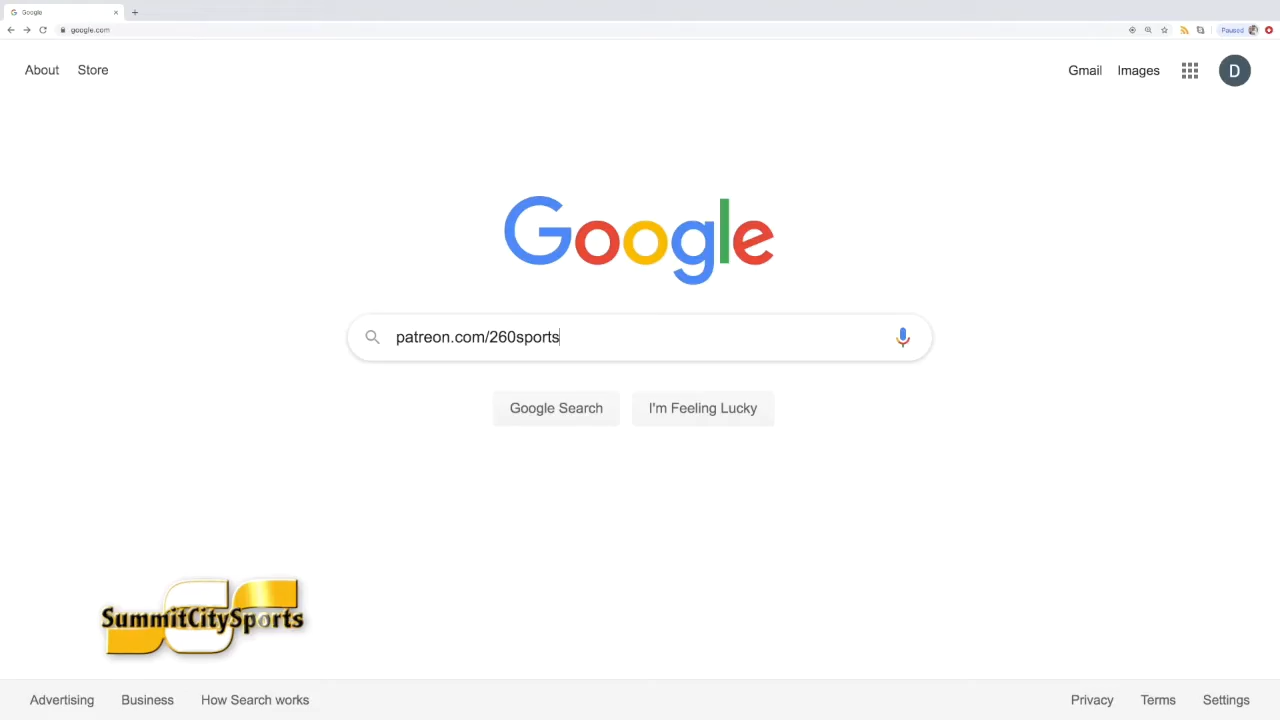 Google
google.com
Paused
About Store
Gmail Images
D
Google
patreon.com/260sports
Google Search
I'm Feeling Lucky
SummitCitySports
Advertising Business How Search works
Privacy Terms Settings